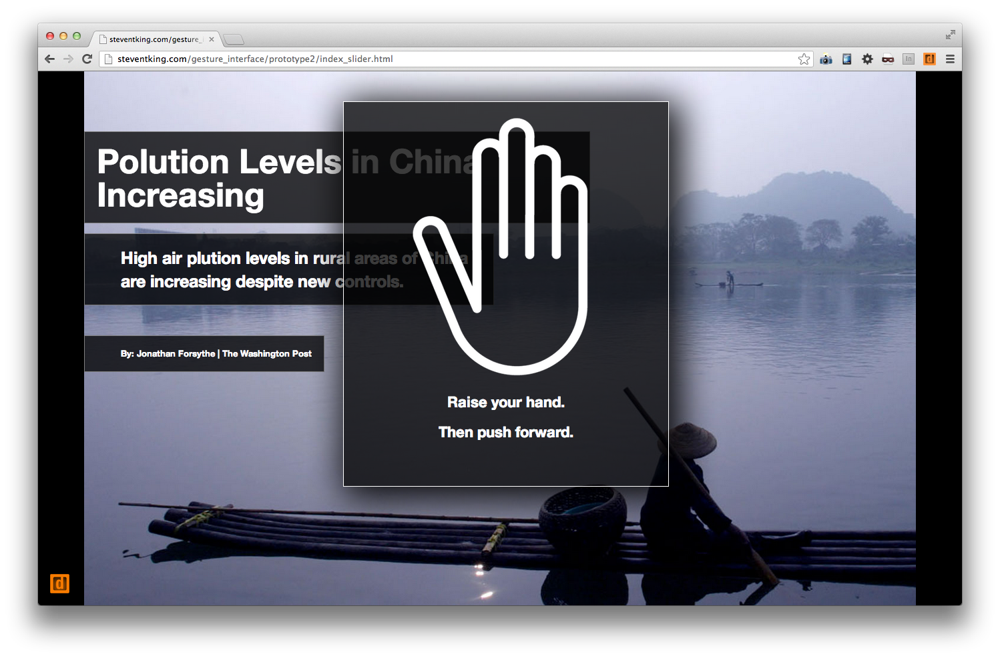 steventking.com/gesture_i
steventking.com/gesture_interface/prototype2/index_slider.html
In
d
Polution Levels in China
Increasing
High air plution levels in rural areas of China
are increasing despite new controls.
By: Jonathan Forsythe | The Washington Post
Raise your hand.
Then push forward.
d